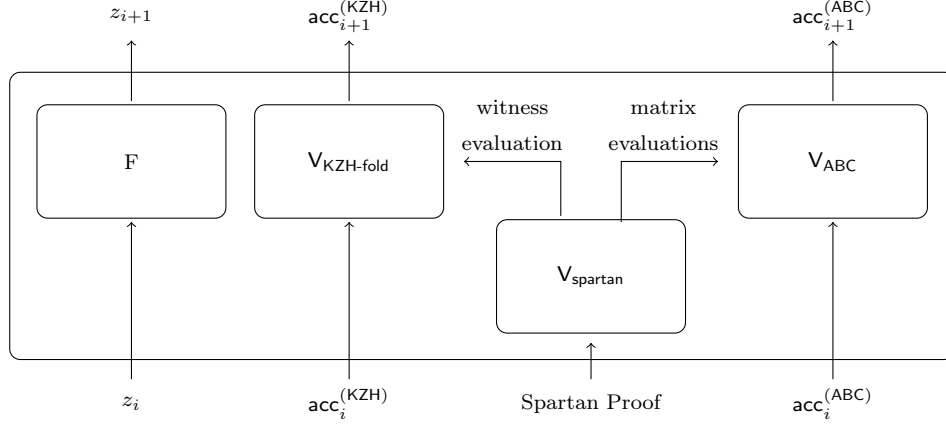 z_{i+1} acc_{i+1}^{(KZH)} acc_{i+1}^{(ABC)}
witness matrix
evaluation evaluations
F V_{KZH-fold} V_{ABC}
V_{spartan}
z_i acc_i^{(KZH)} Spartan Proof acc_i^{(ABC)}